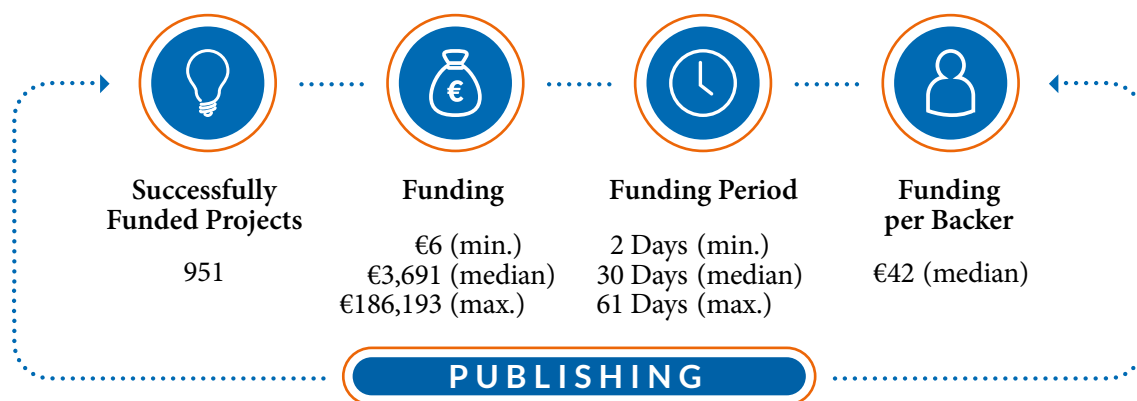 €
Successfully
Funded Projects
951
Funding
€6 (min.)
€3,691 (median)
€186,193 (max.)
Funding Period
2 Days (min.)
30 Days (median)
61 Days (max.)
Funding
per Backer
€42 (median)
PUBLISHING